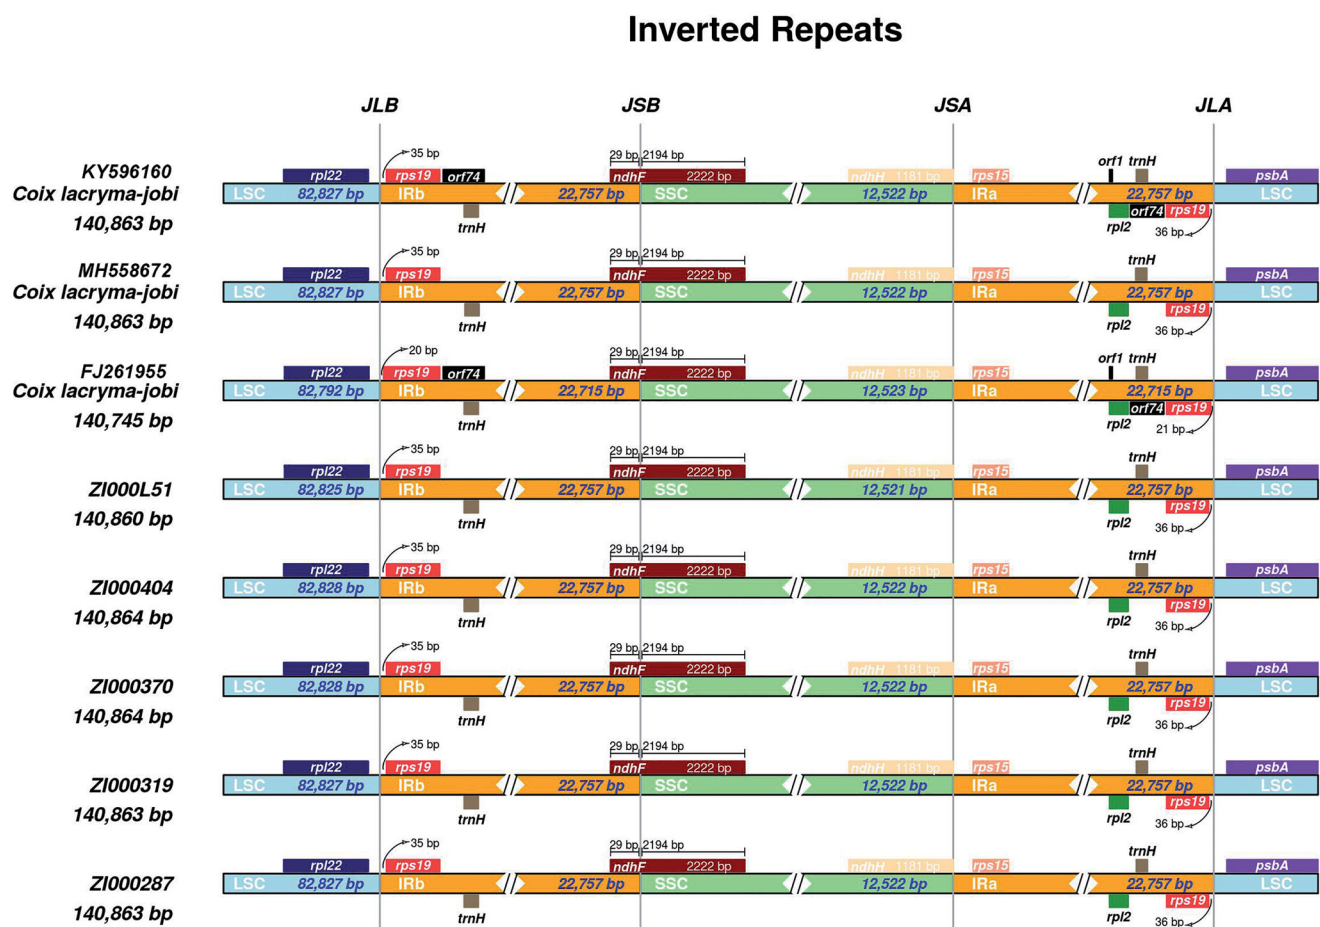 Inverted Repeats
JLB JSB JSA JLA
35 bp 29 bp 2194 bp orf1 trnH
KY596160 rpl22 rps19 orf74 ndhF 2222 bp ndhH 1181 bp rps15 psbA
Coix lacryma-jobi LSC 82,827 bp IRb 22,757 bp SSC 12,522 bp IRa 22,757 bp LSC
140,863 bp trnH rpl2 orf74 rps19 36 bp
35 bp 29 bp 2194 bp trnH
MH558672 rpl22 rps19 ndhF 2222 bp ndhH 1181 bp rps15 psbA
Coix lacryma-jobi LSC 82,827 bp IRb 22,757 bp SSC 12,522 bp IRa 22,757 bp LSC
140,863 bp trnH rpl2 rps19 36 bp
20 bp 29 bp 2194 bp orf1 trnH
FJ261955 rpl22 rps19 orf74 ndhF 2222 bp ndhH 1181 bp rps15 psbA
Coix lacryma-jobi LSC 82,792 bp IRb 22,715 bp SSC 12,523 bp IRa 22,715 bp LSC
140,745 bp trnH rpl2 orf74 rps19 21 bp
35 bp 29 bp 2194 bp trnH
rpl22 rps19 ndhF 2222 bp ndhH 1181 bp rps15 psbA
ZI000L51 LSC 82,825 bp IRb 22,757 bp SSC 12,521 bp IRa 22,757 bp LSC
140,860 bp trnH rpl2 rps19 36 bp
35 bp 29 bp 2194 bp trnH
rpl22 rps19 ndhF 2222 bp ndhH 1181 bp rps15 psbA
ZI000404 LSC 82,828 bp IRb 22,757 bp SSC 12,522 bp IRa 22,757 bp LSC
140,864 bp trnH rpl2 rps19 36 bp
35 bp 29 bp 2194 bp trnH
rpl22 rps19 ndhF 2222 bp ndhH 1181 bp rps15 psbA
ZI000370 LSC 82,828 bp IRb 22,757 bp SSC 12,522 bp IRa 22,757 bp LSC
140,864 bp trnH rpl2 rps19 36 bp
35 bp 29 bp 2194 bp trnH
rpl22 rps19 ndhF 2222 bp ndhH 1181 bp rps15 psbA
ZI000319 LSC 82,827 bp IRb 22,757 bp SSC 12,522 bp IRa 22,757 bp LSC
140,863 bp trnH rpl2 rps19 36 bp
35 bp 29 bp 2194 bp trnH
rpl22 rps19 ndhF 2222 bp ndhH 1181 bp rps15 psbA
ZI000287 LSC 82,827 bp IRb 22,757 bp SSC 12,522 bp IRa 22,757 bp LSC
140,863 bp trnH rpl2 rps19 36 bp